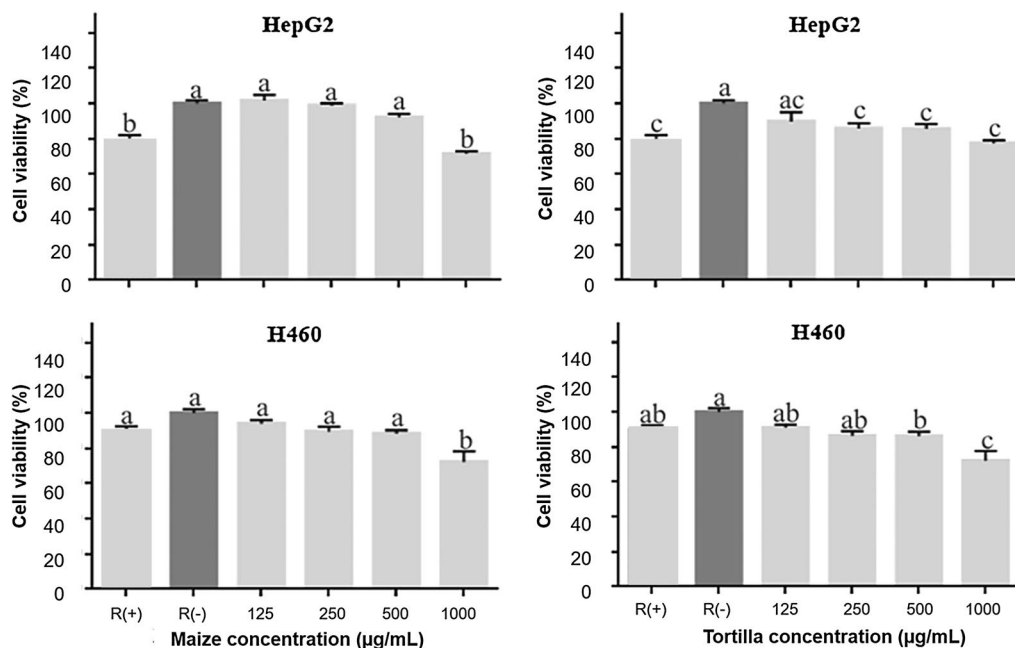 HepG2
Cell viability (%)
140
120
100
80
60
40
20
0
b a a a a b
HepG2
Cell viability (%)
140
120
100
80
60
40
20
0
c a ac c c c
H460
Cell viability (%)
140
120
100
80
60
40
20
0
a a a a a b
R(+) R(-) 125 250 500 1000
Maize concentration (µg/mL)
H460
Cell viability (%)
140
120
100
80
60
40
20
0
ab a ab ab b c
R(+) R(-) 125 250 500 1000
Tortilla concentration (µg/mL)